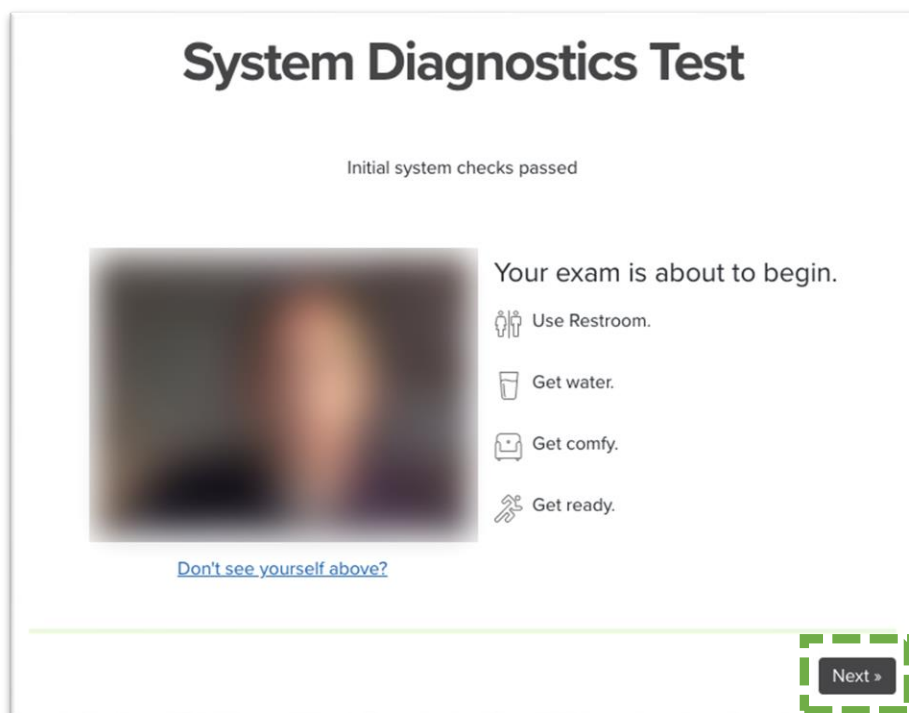 System Diagnostics Test
Initial system checks passed
Your exam is about to begin.
Use Restroom.
Get water.
Get comfy.
Get ready.
Don't see yourself above?
Next »